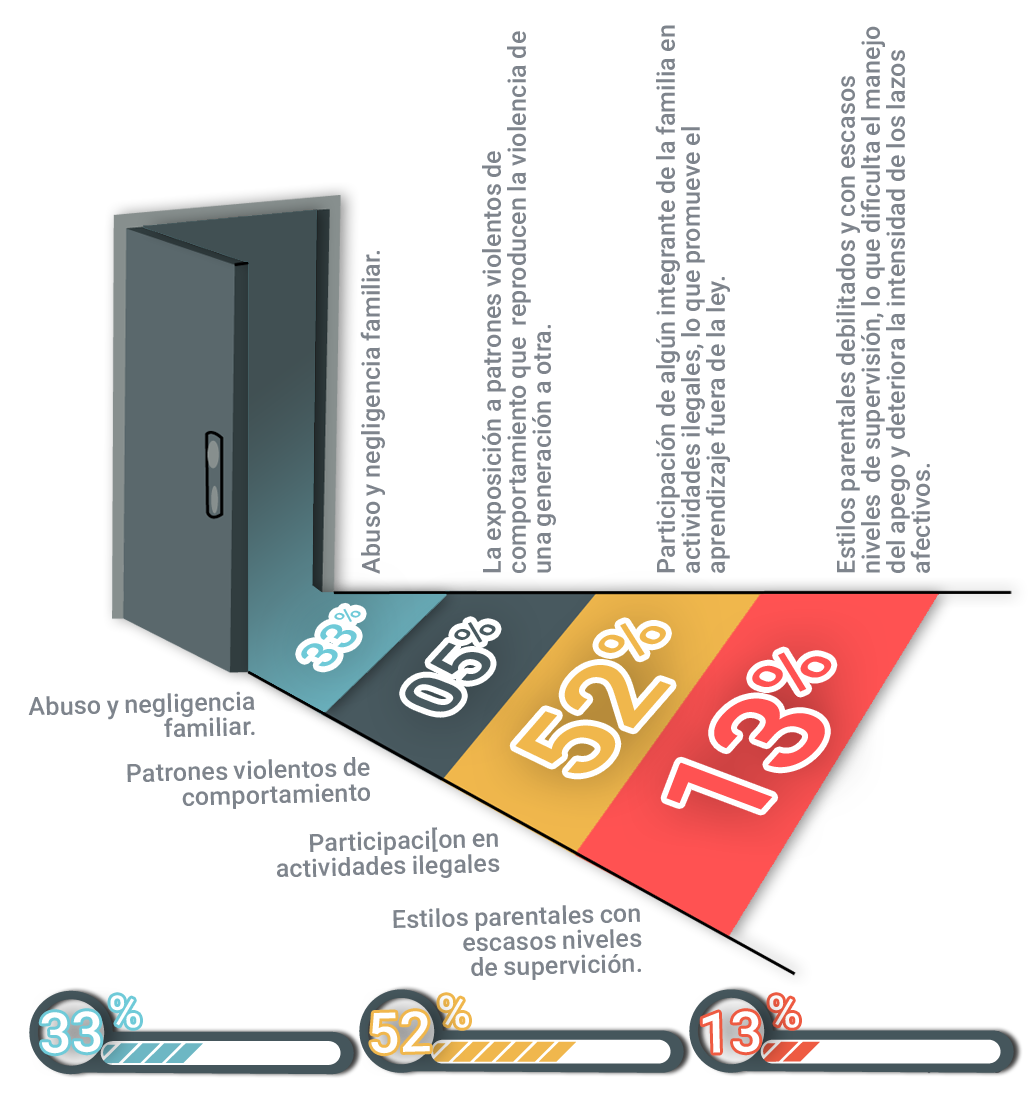 Abuso y negligencia familiar.
La exposición a patrones violentos de
comportamiento que reproducen la violencia de
una generación a otra.
Participación de algún integrante de la familia en
actividades ilegales, lo que promueve el
aprendizaje fuera de la ley.
Estilos parentales debilitados y con escasos
niveles de supervisión, lo que dificulta el manejo
del apego y deteriora la intensidad de los lazos
afectivos.
33%
05%
52%
13%
Abuso y negligencia
familiar.
Patrones violentos de
comportamiento
Participaci[on en
actividades ilegales
Estilos parentales con
escasos niveles
de supervición.
33%
52%
13%